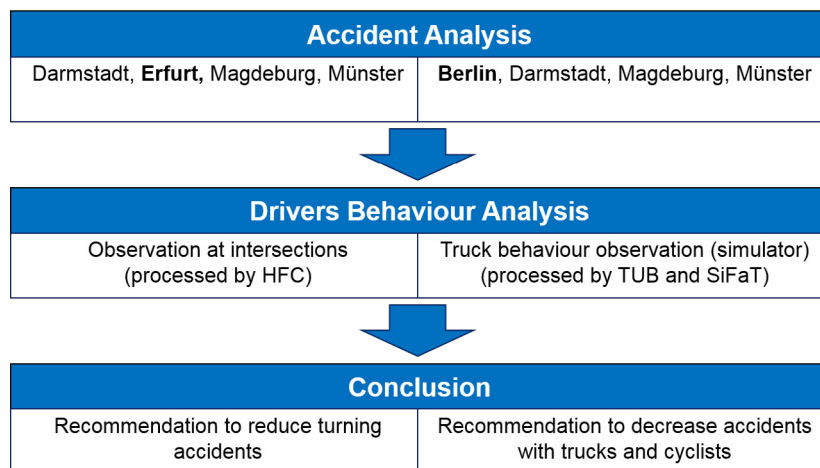 Accident Analysis
Darmstadt, Erfurt, Magdeburg, Münster
Berlin, Darmstadt, Magdeburg, Münster
Drivers Behaviour Analysis
Observation at intersections
(processed by HFC)
Truck behaviour observation (simulator)
(processed by TUB and SiFaT)
Conclusion
Recommendation to reduce turning
accidents
Recommendation to decrease accidents
with trucks and cyclists